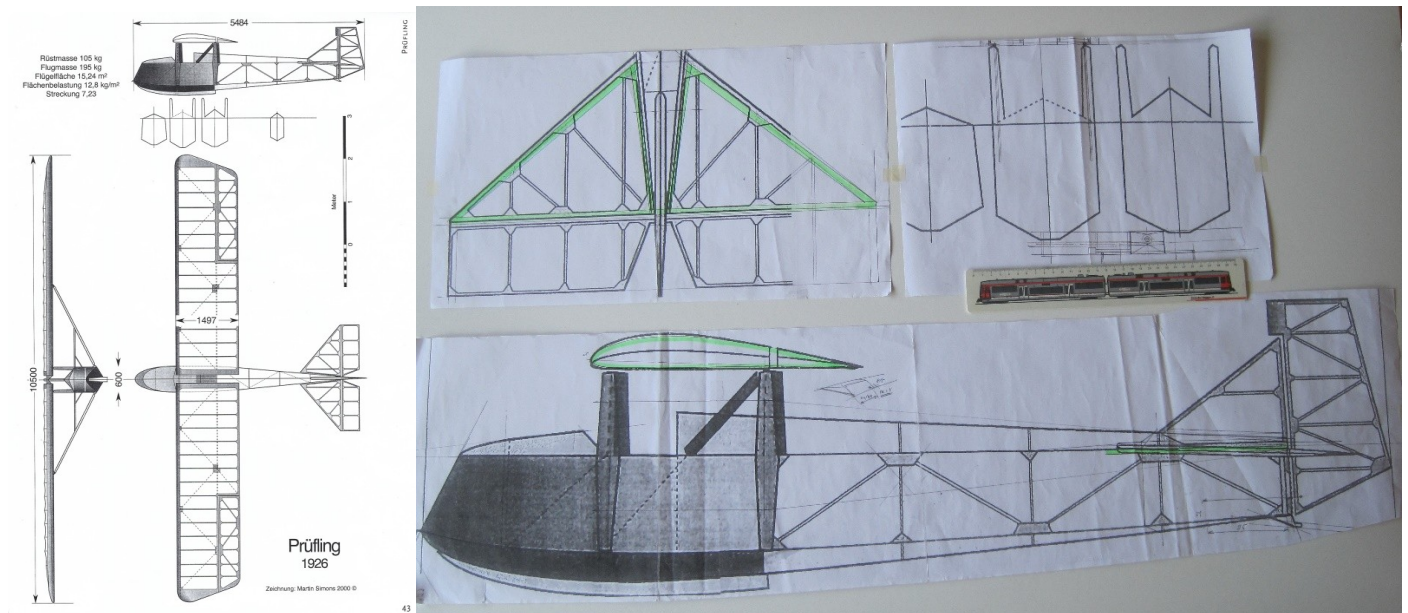 5484
PRÜFLING
Rüstmasse 105 kg
Flugmasse 195 kg
Flügelfläche 15,24 m²
Flächenbelastung 12,8 kg/m²
Streckung 7,23
3
2
Meter
1
0
1497
10500
600
Prüfling
1926
Zeichnung: Martin Simons 2000 ©
43